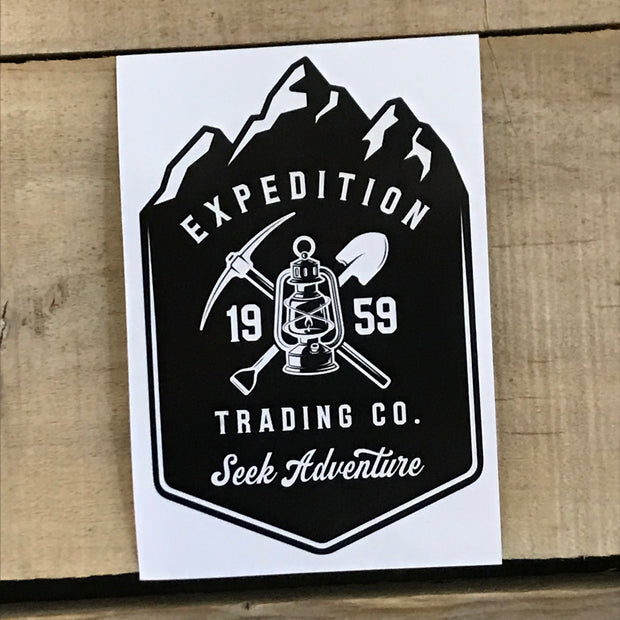 EXPEDITION
19 59
TRADING CO.
Seek Adventure